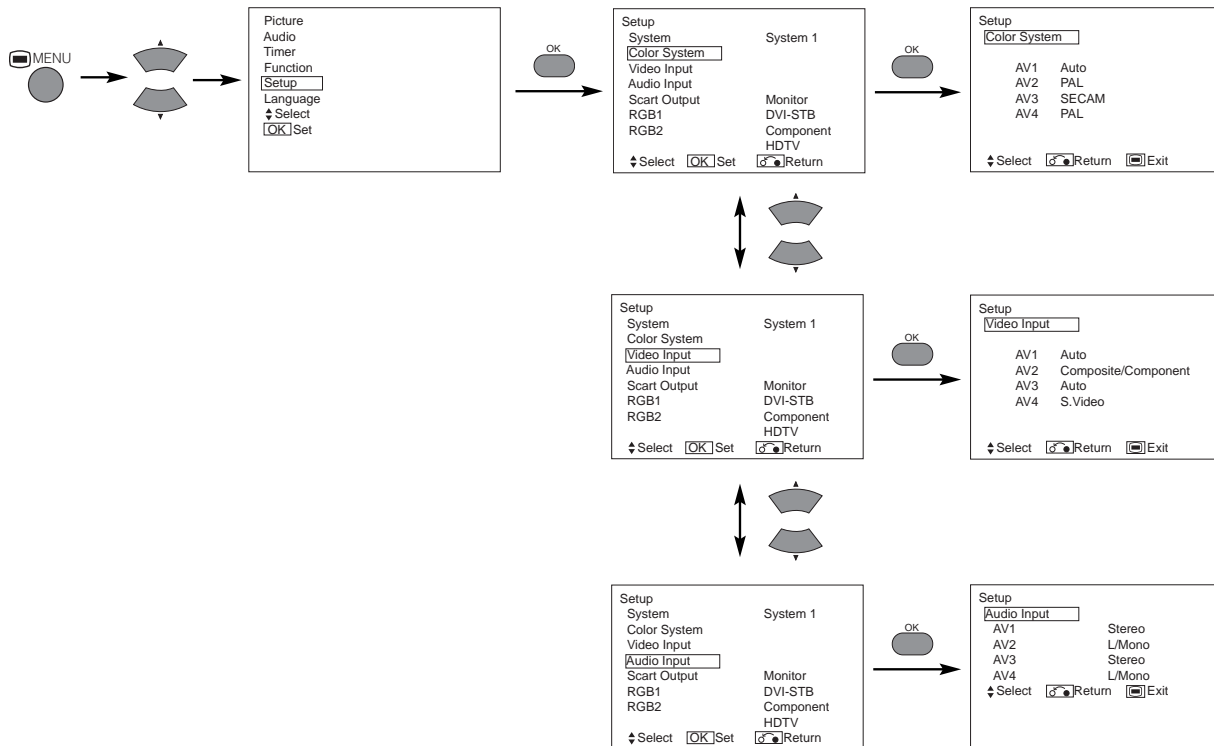 MENU
Picture
Audio
Timer
Function
Setup
Language
Select
OK Set
OK
Setup
System System 1
Color System
Video Input
Audio Input
Scart Output Monitor
RGB1 DVI-STB
RGB2 Component
HDTV
Select OK Set Return
OK
Setup
Color System
AV1 Auto
AV2 PAL
AV3 SECAM
AV4 PAL
Select Return Exit
Setup
System System 1
Color System
Video Input
Audio Input
Scart Output Monitor
RGB1 DVI-STB
RGB2 Component
HDTV
Select OK Set Return
OK
Setup
Video Input
AV1 Auto
AV2 Composite/Component
AV3 Auto
AV4 S.Video
Select Return Exit
Setup
System System 1
Color System
Video Input
Audio Input
Scart Output Monitor
RGB1 DVI-STB
RGB2 Component
HDTV
Select OK Set Return
OK
Setup
Audio Input
AV1 Stereo
AV2 L/Mono
AV3 Stereo
AV4 L/Mono
Select Return Exit